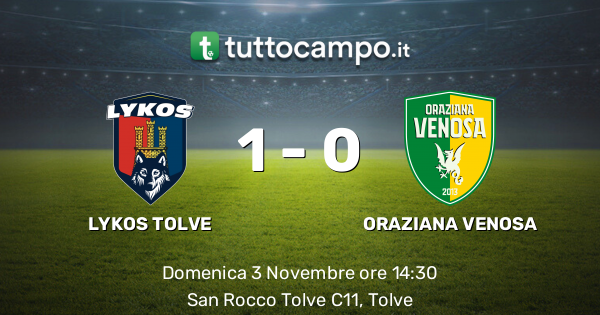 tuttocampo.it
LYKOS
ORAZIANA
VENOSA
2013
1 - 0
LYKOS TOLVE
ORAZIANA VENOSA
Domenica 3 Novembre ore 14:30
San Rocco Tolve C11, Tolve